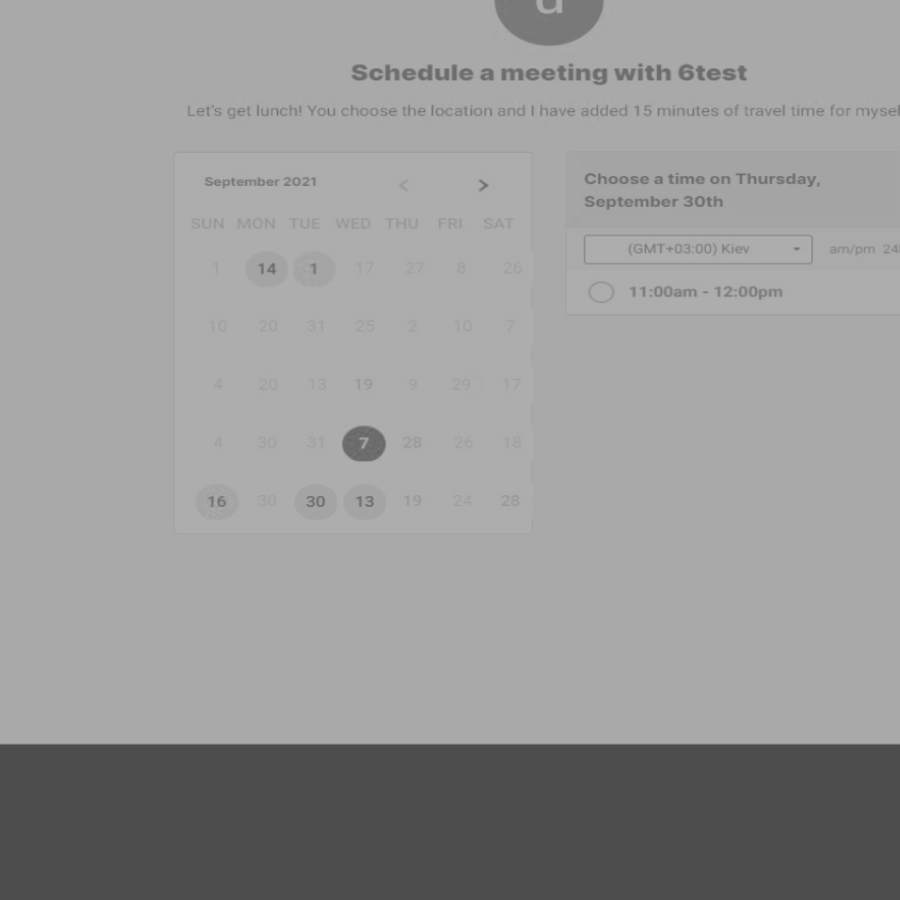 d
Schedule a meeting with 6test
Let's get lunch! You choose the location and I have added 15 minutes of travel time for
September 2021 < >
SUN MON TUE WED THU FRI SAT
1 14 1 17 27 8 26
10 20 31 25 2 10 7
4 20 13 19 9 29 17
4 30 31 7 28 26 18
16 30 30 13 19 24 28
Choose a time on Thursday,
September 30th
(GMT+03:00) Kiev
am/pm
11:00am - 12:00pm